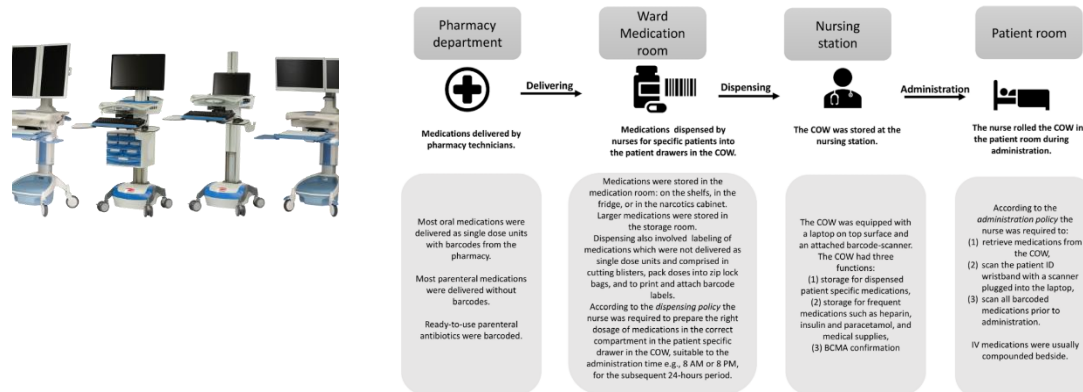 Pharmacy
department
Delivering
Medications delivered by
pharmacy technicians.
Most oral medications were
delivered as single dose units
with barcodes from the
pharmacy.
Most parenteral medications
were delivered without
barcodes.
Ready-to-use parenteral
antibiotics were barcoded.
Ward
Medication
room
Dispensing
Medications dispensed by
nurses for specific patients into
the patient drawers in the COW.
Medications were stored in the
medication room: on the shelfs, in the
fridge, or in the narcotics cabinet.
Larger medications were stored in
the storage room.
Dispensing also involved labeling of
medications which were not delivered as
single dose units and comprised in
cutting blisters, pack doses into zip lock
bags, and to print and attach barcode
labels.
According to the dispensing policy the
nurse was required to prepare the right
dosage of medications in the correct
compartment in the patient specific
drawer in the COW, suitable to the
administration time e.g., 8 AM or 8 PM,
for the subsequent 24-hours period.
Nursing
station
Administration
The COW was stored at the
nursing station.
The COW was equipped with
a laptop on top surface and
an attached barcode-scanner.
The COW had three
functions:
(1) storage for dispensed
patient specific medications,
(2) storage for frequent
medications such as heparin,
insulin and paracetamol, and
medical supplies,
(3) BCMA confirmation
Patient room
The nurse rolled the COW in
the patient room during
administration.
According to the
administration policy
the nurse was required to:
(1) retrieve medications from
the COW,
(2) scan the patient ID
wristband with a scanner
plugged into the laptop,
(3) scan all barcoded
medications prior to
administration.
IV medications were usually
compounded bedside.